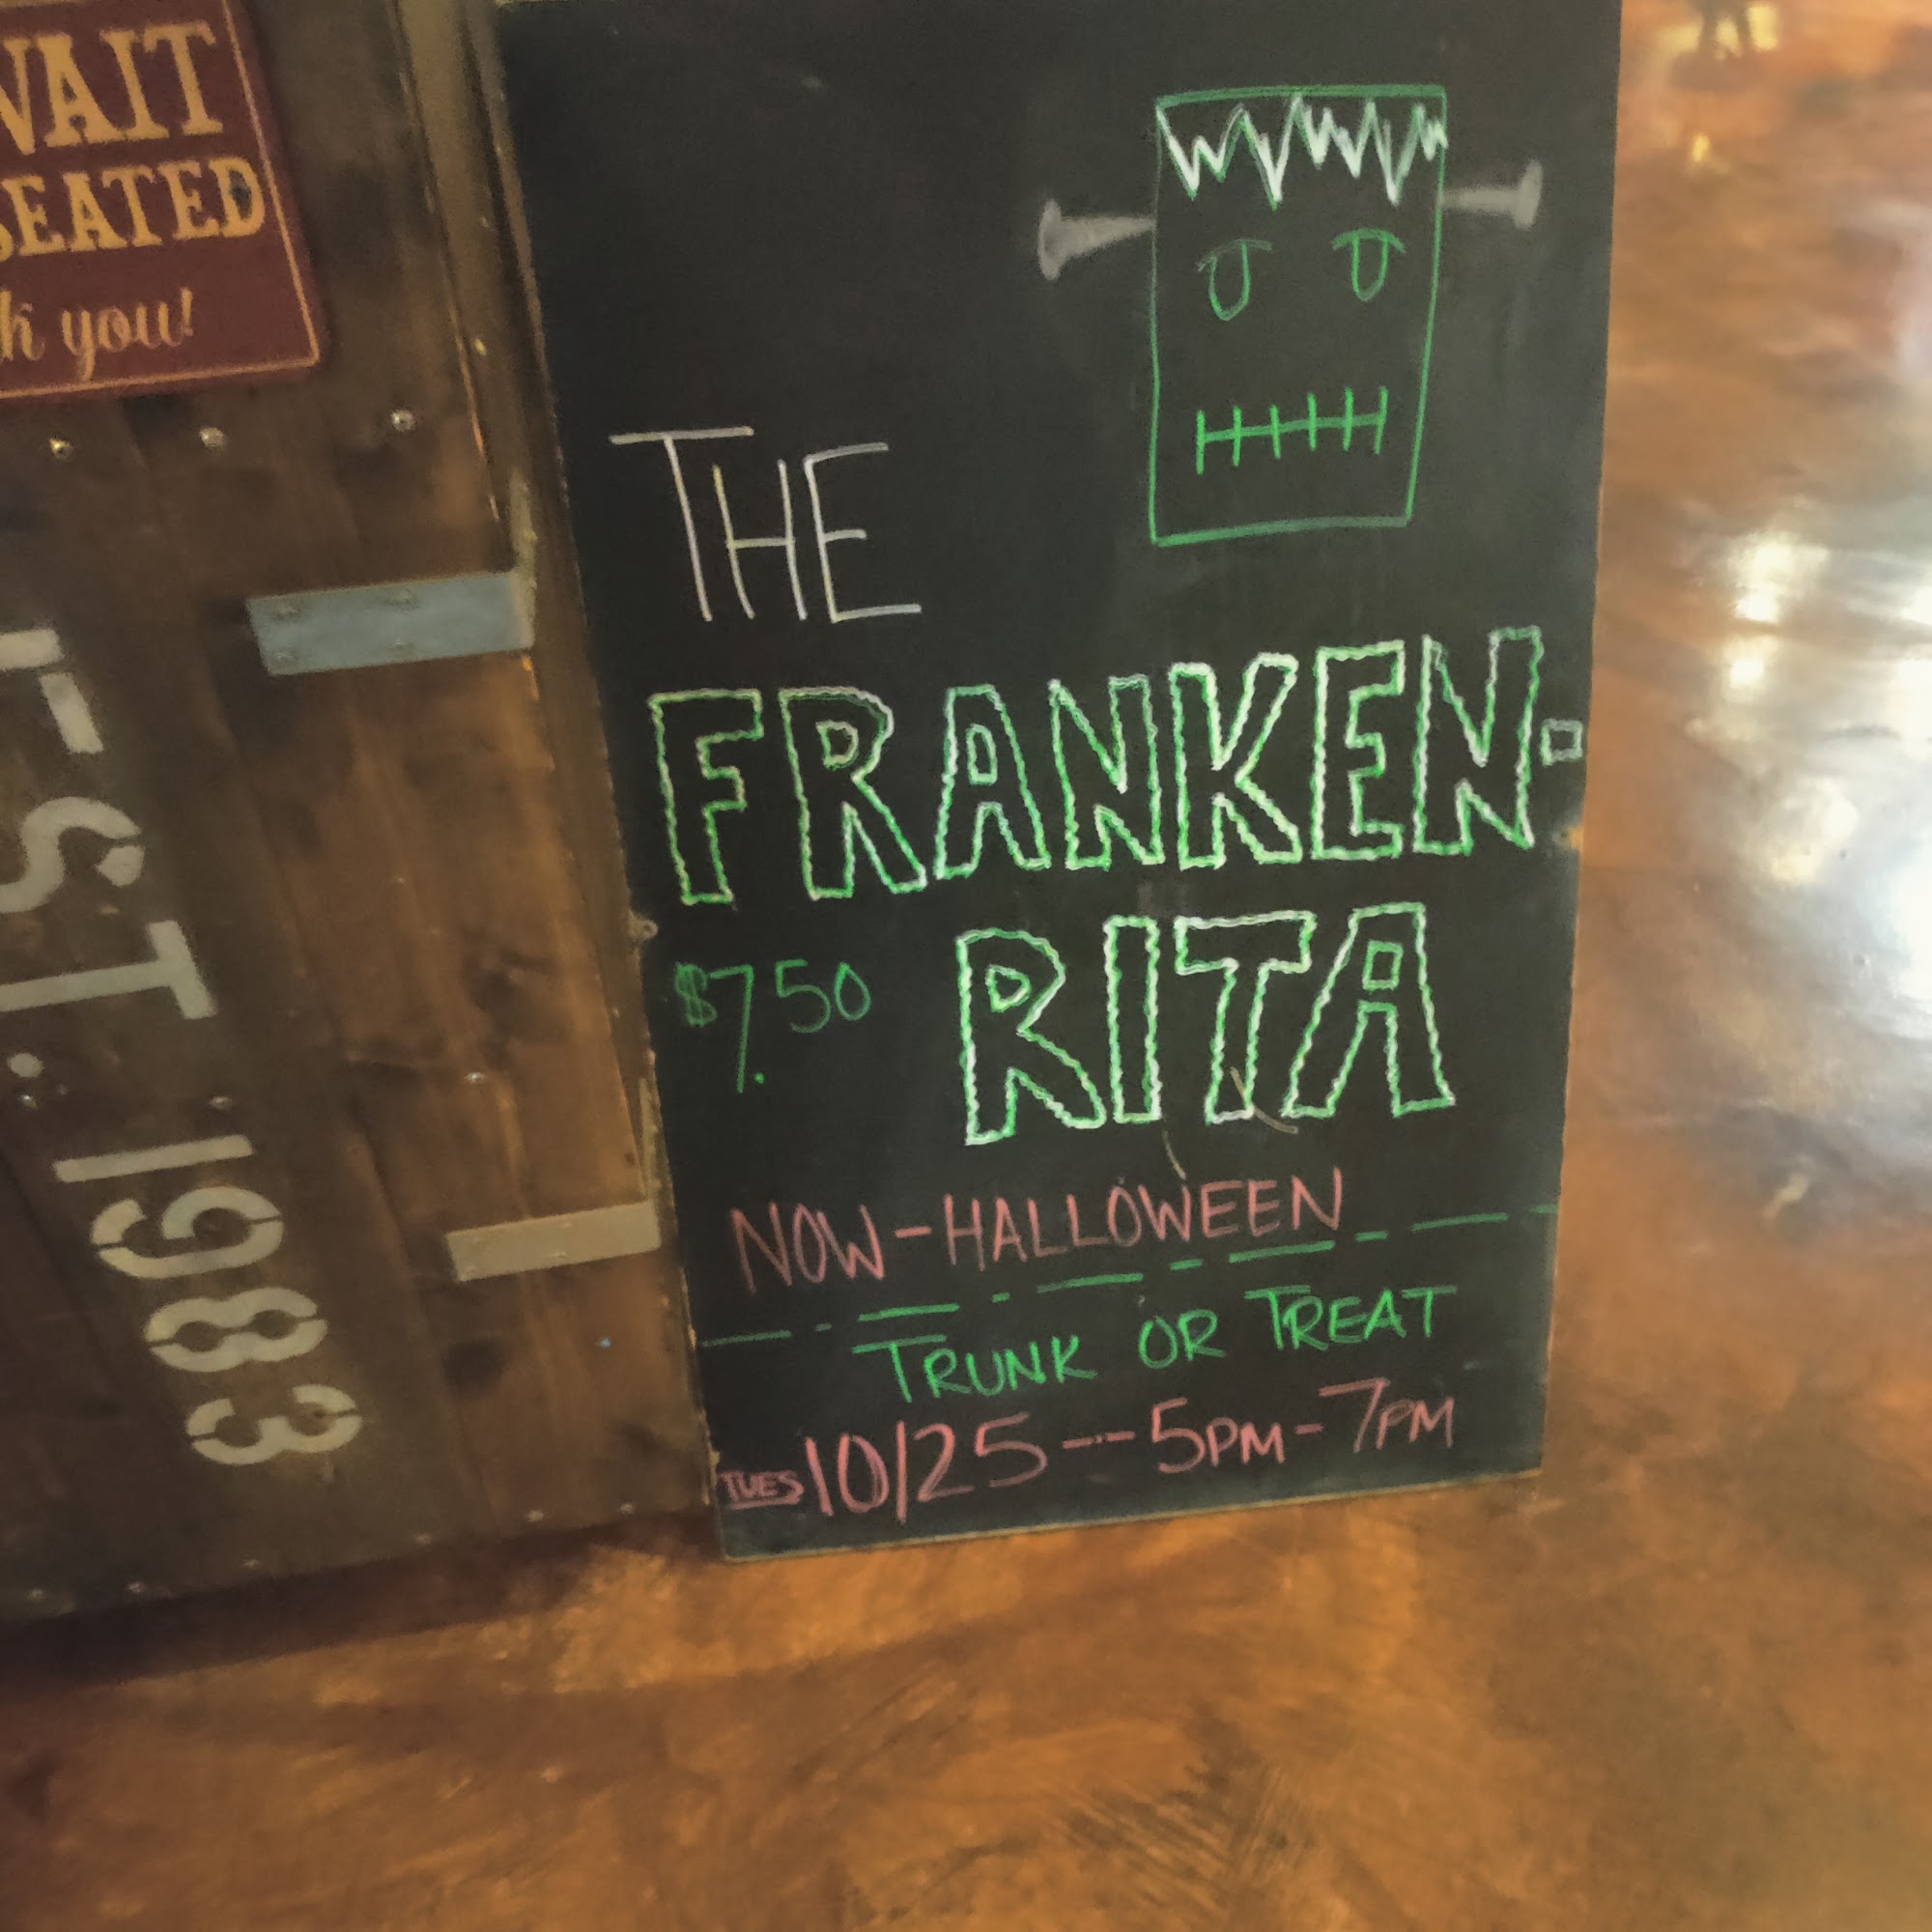 WAIT
SEATED
k you!
EST. 1983
THE
FRANKEN-
RITA
$7.50
NOW-HALLOWEEN
TRUNK OR TREAT
TUES 10/25---5PM-7PM